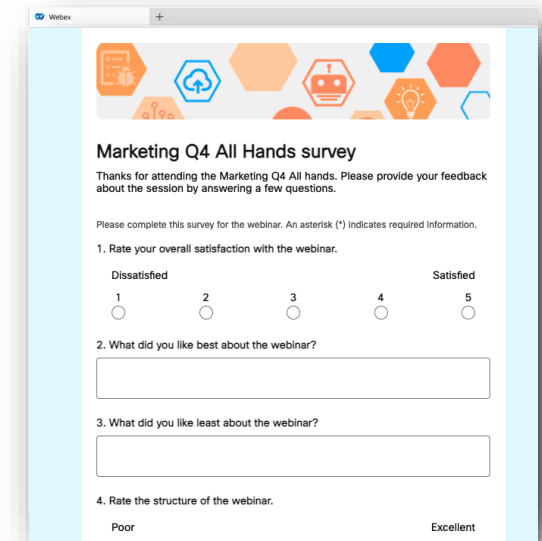 Webex
Marketing Q4 All Hands survey
Thanks for attending the Marketing Q4 All hands. Please provide your feedback
about the session by answering a few questions.
Please complete this survey for the webinar. An asterisk (*) indicates required information.
1. Rate your overall satisfaction with the webinar.
Dissatisfied Satisfied
1 2 3 4 5
2. What did you like best about the webinar?
3. What did you like least about the webinar?
4. Rate the structure of the webinar.
Poor Excellent